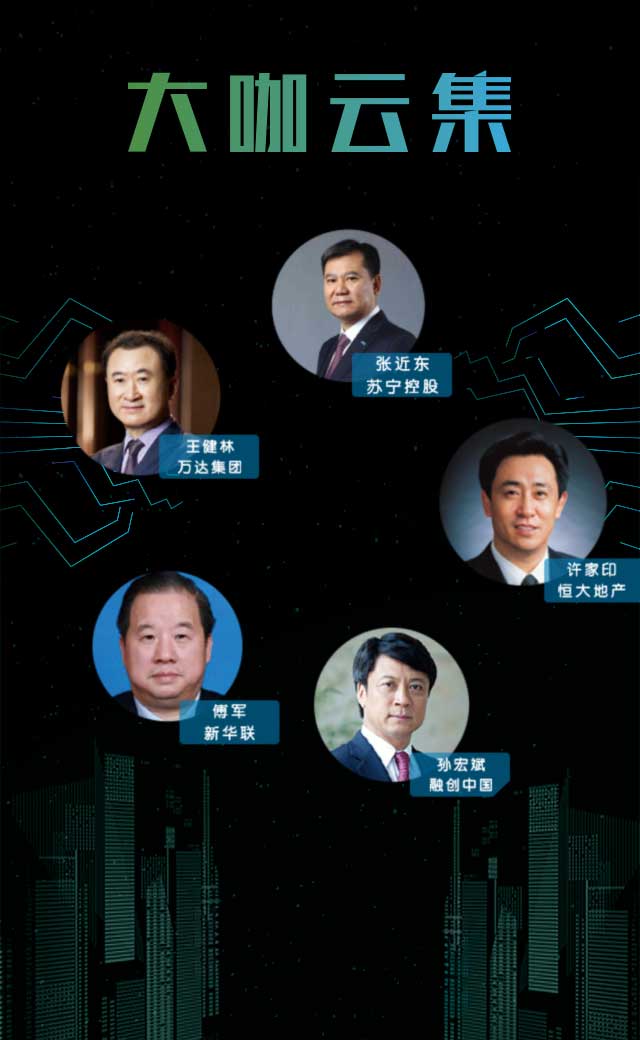 大咖云集
张近东
苏宁控股
王健林
万达集团
许家印
恒大地产
傅军
新华联
孙宏斌
融创中国